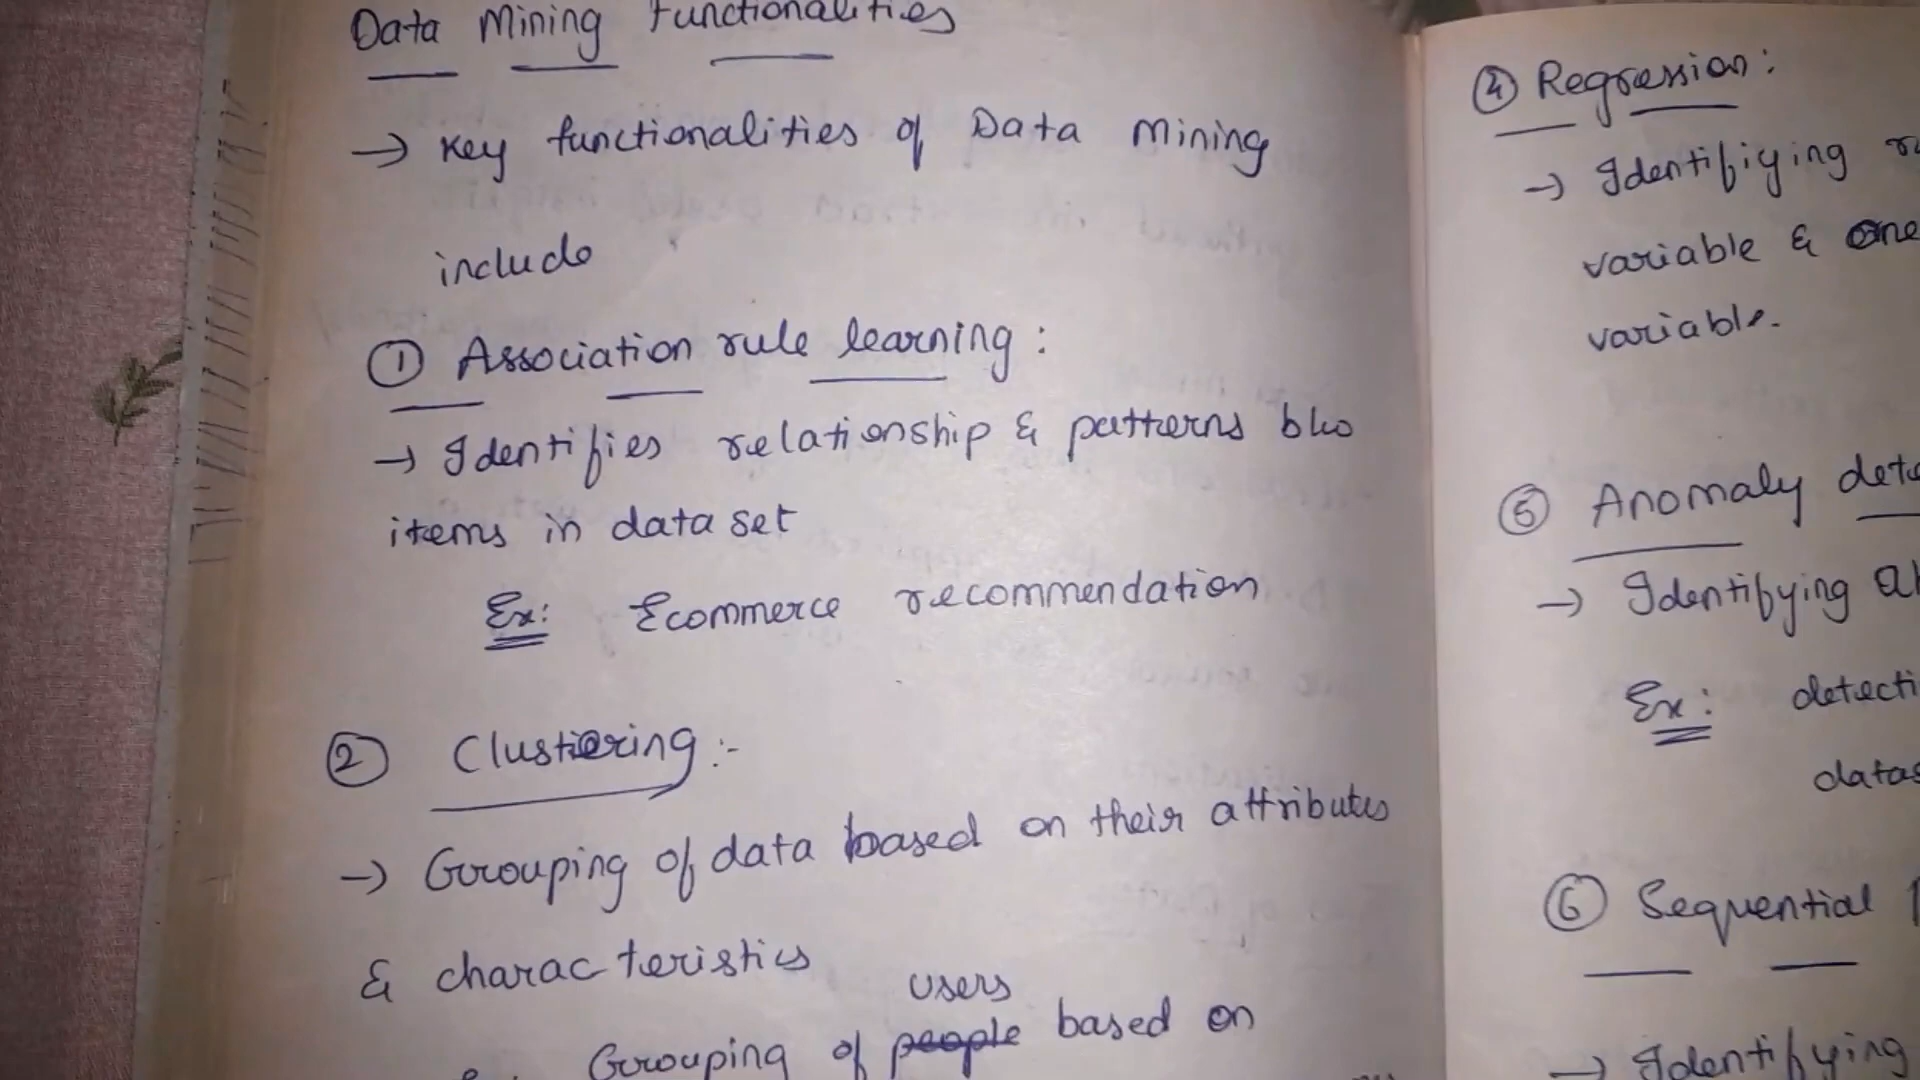 Data Mining Functionalities
→ Key functionalities of Data Mining
include
① Association rule learning :
→ Identifies relationship & patterns b/w
items in data set
Ex: Ecommerce recommendation
② Clustering :-
→ Grouping of data based on their attributes
& characteristics
users
Grouping of people based on
④ Regression :
→ Identifiying
variable & one
variable.
⑤ Anomaly
→ Identifying
Ex:
⑥ Sequential
→ Identifying